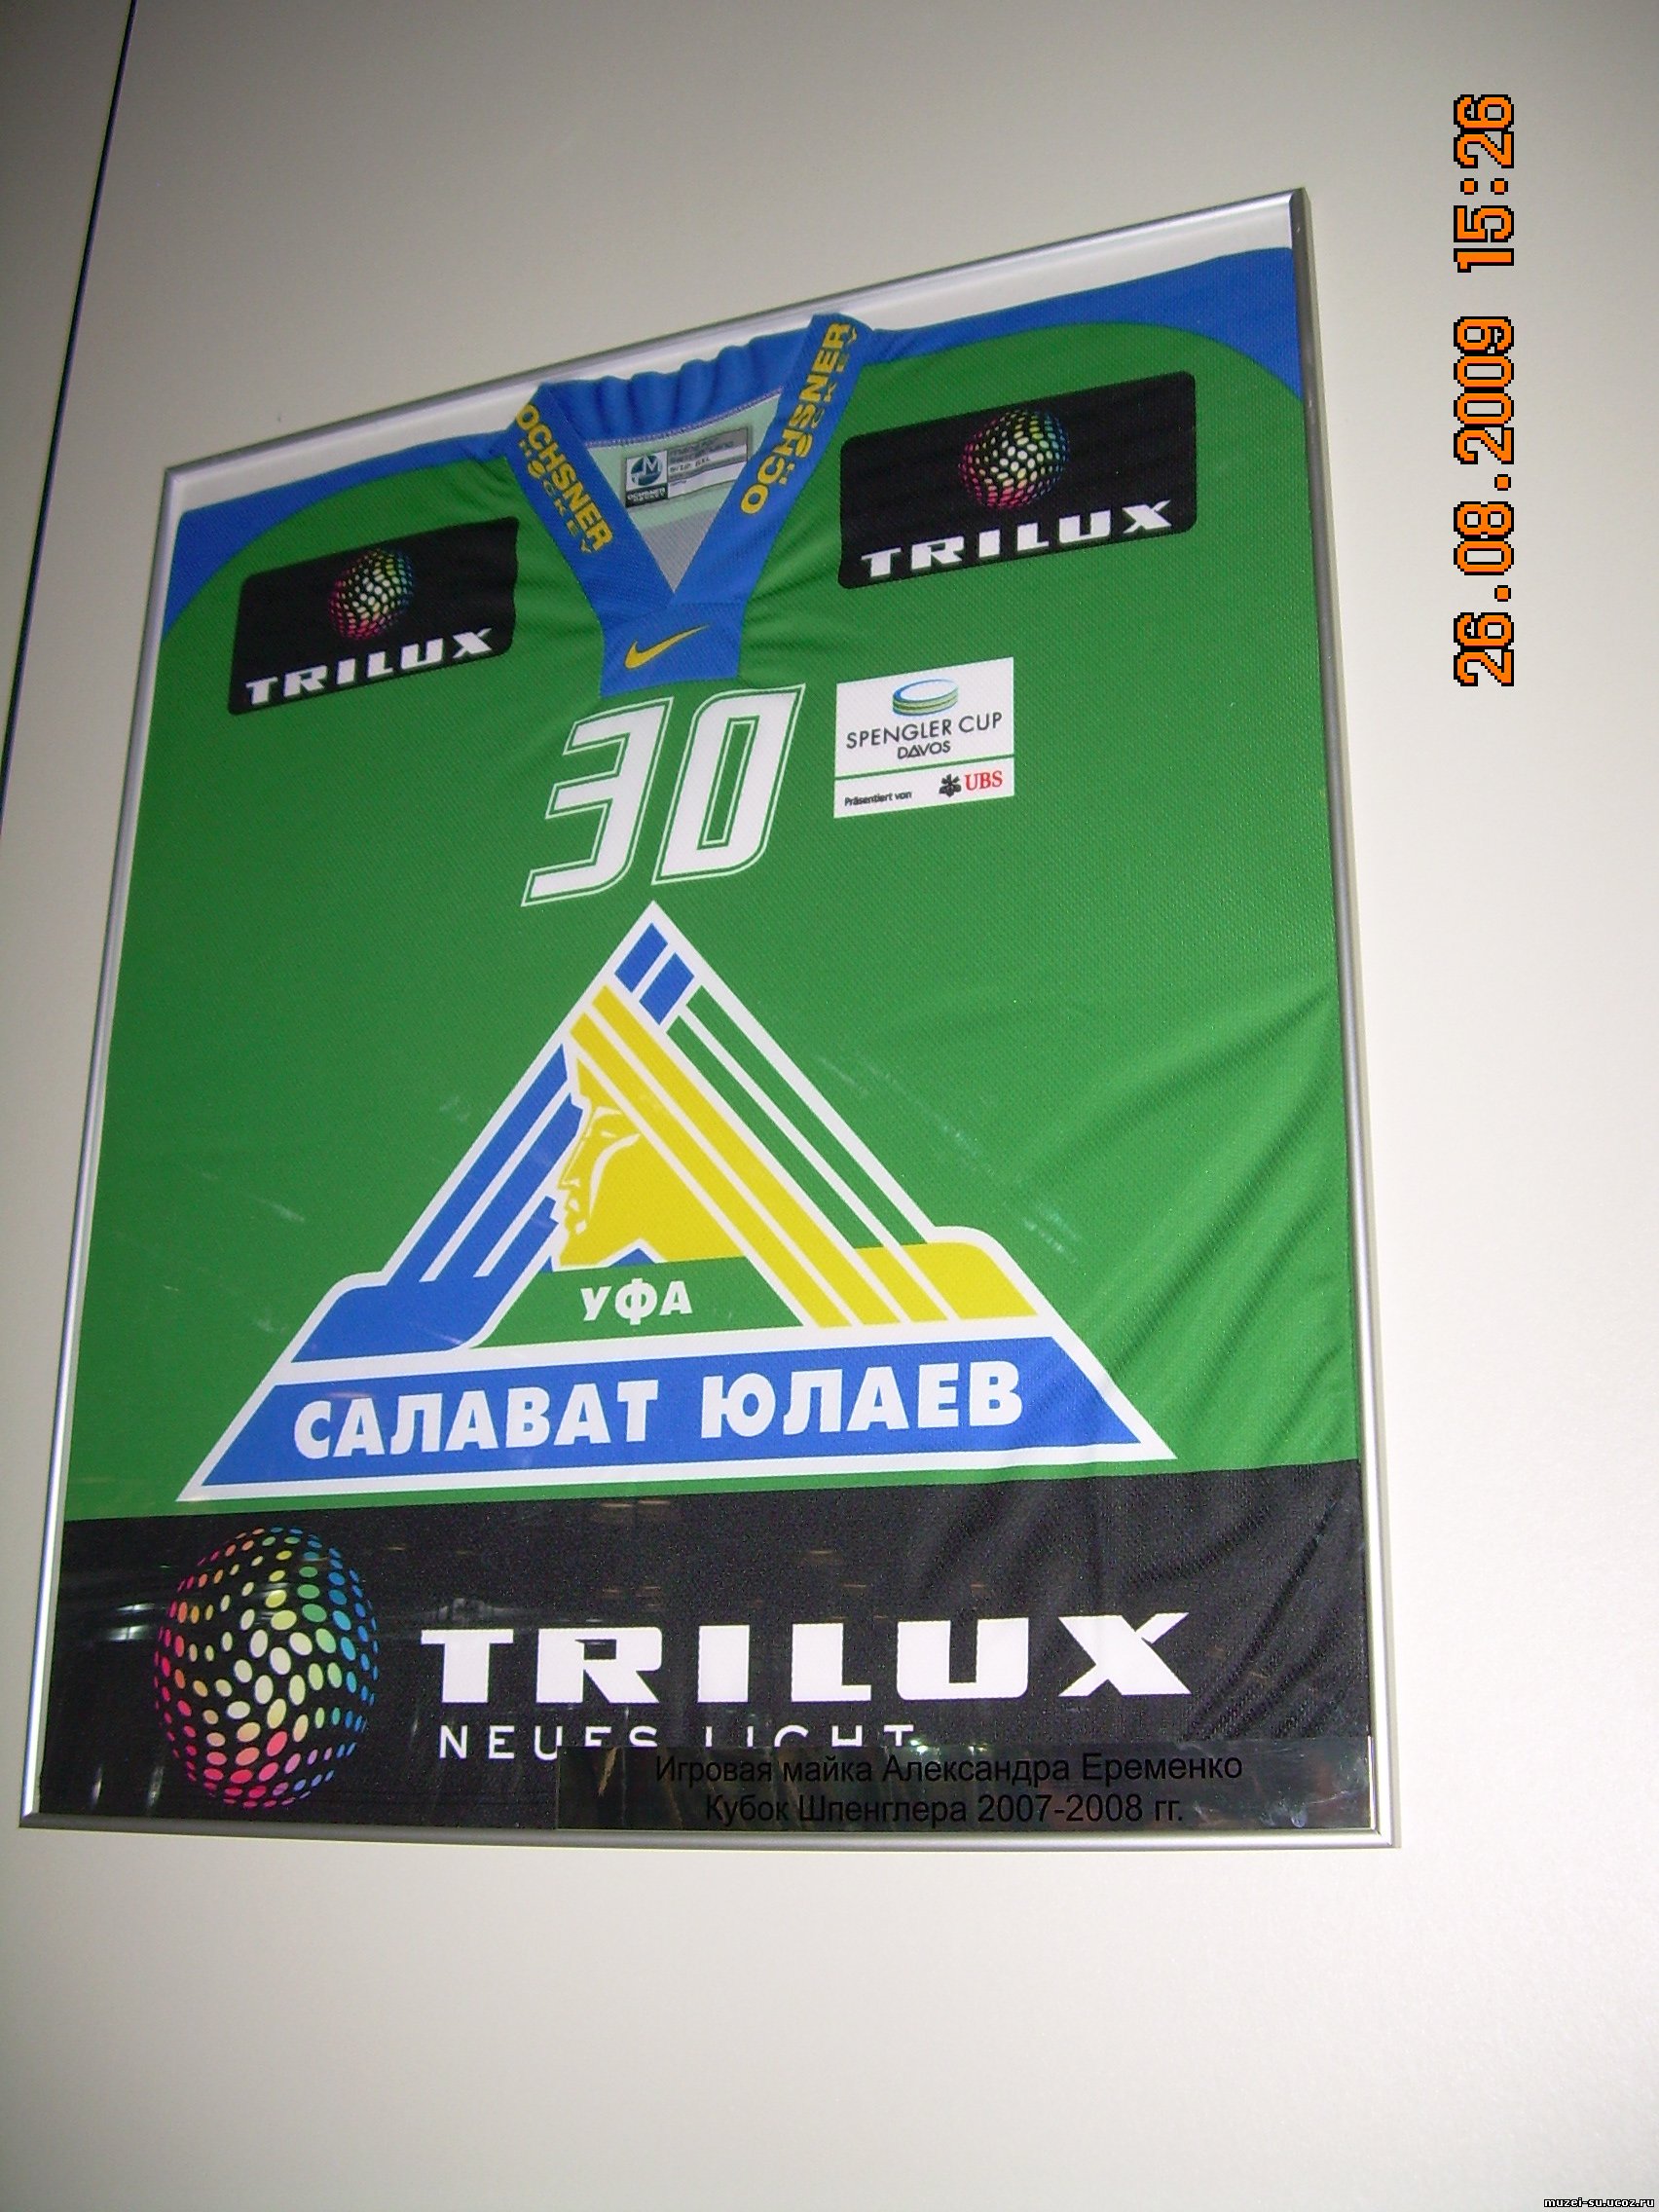 26.08.2009 15:26
OCHSNER
HOCKEY
OCHSNER
HOCKEY
OCHSNER
TRILUX
TRILUX
30
SPENGLER CUP
DAVOS
Präsentiert von
UBS
УФА
САЛАВАТ ЮЛАЕВ
TRILUX
NEUES LICHT
Игровая майка Александра Еременко
Кубок Шпенглера 2007-2008 гг.
muzei-su.ucoz.ru